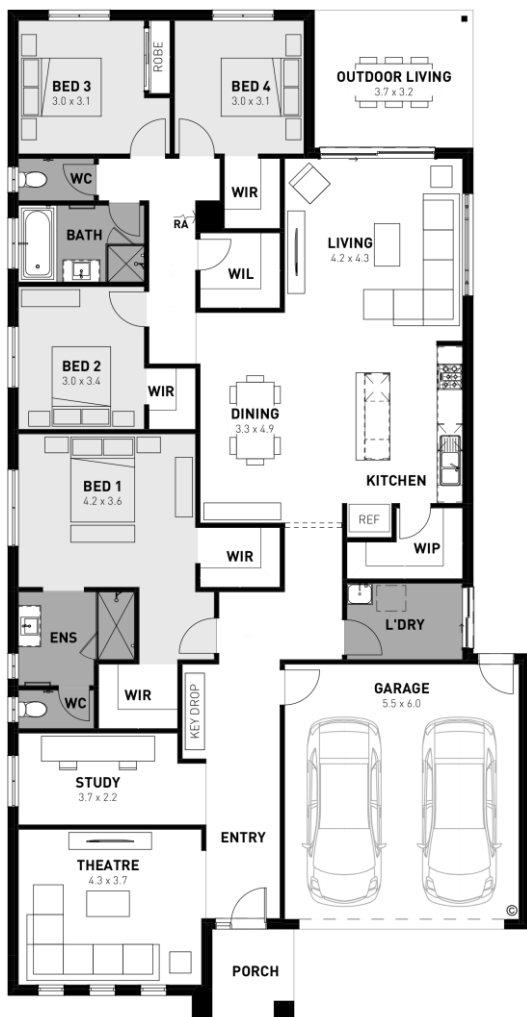 BED 3
3.0 x 3.1
ROBE
BED 4
3.0 x 3.1
OUTDOOR LIVING
3.7 x 3.2
WC
WIR
BATH
RA
LIVING
4.2 x 4.3
WIL
BED 2
3.0 x 3.4
WIR
DINING
3.3 x 4.9
KITCHEN
BED 1
4.2 x 3.6
REF
WIR
WIP
ENS
L'DRY
WC
WIR
KEY DROP
GARAGE
5.5 x 6.0
STUDY
3.7 x 2.2
ENTRY
THEATRE
4.3 x 3.7
©
PORCH